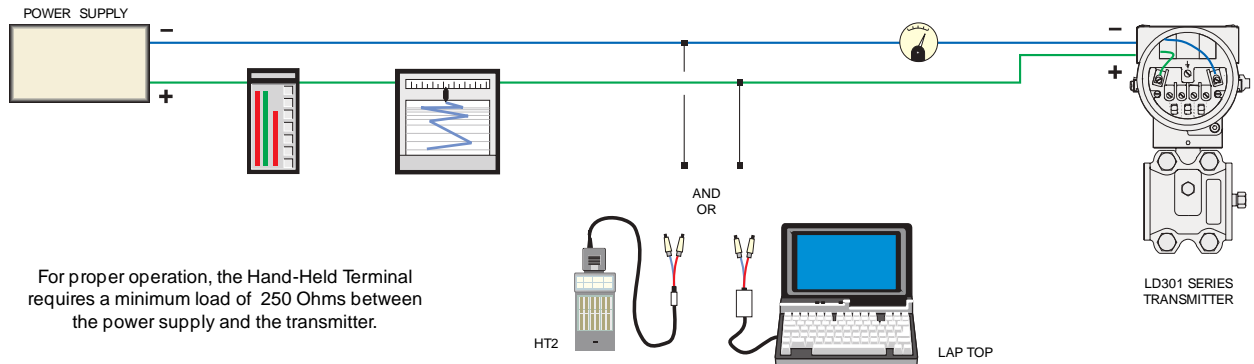 POWER SUPPLY
−
+
−
+
AND
OR
For proper operation, the Hand-Held Terminal
requires a minimum load of 250 Ohms between
the power supply and the transmitter.
HT2
LAP TOP
LD301 SERIES
TRANSMITTER